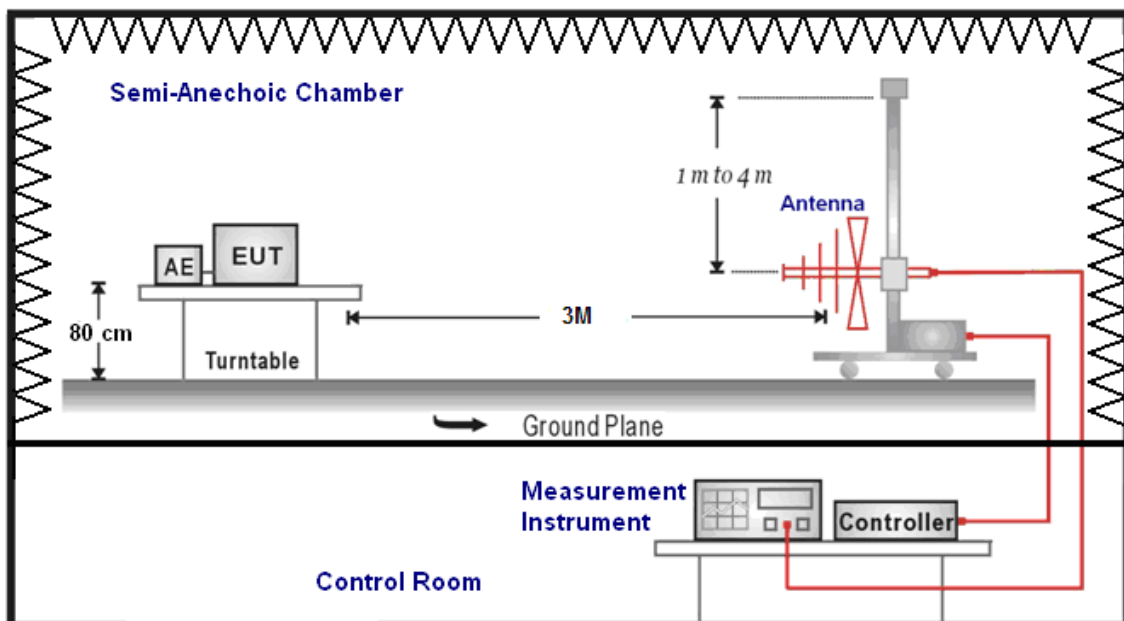 Semi-Anechoic Chamber
1 m to 4 m
Antenna
AE
EUT
80 cm
3M
Turntable
Ground Plane
Measurement
Instrument
Controller
Control Room